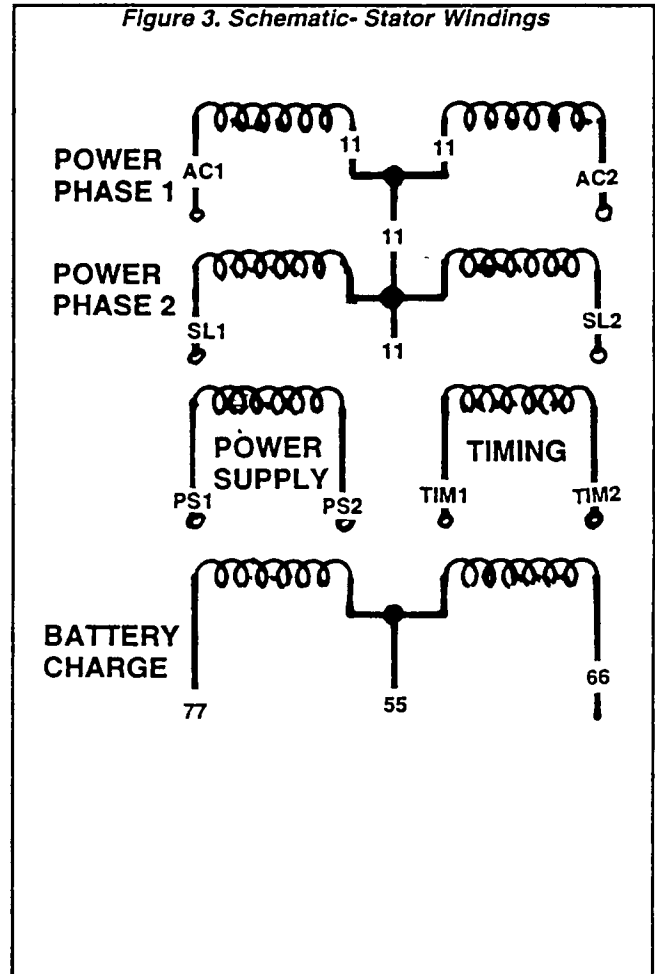 Figure 3. Schematic- Stator Windings
11 11
POWER
PHASE 1
AC1 AC2
11
POWER
PHASE 2
SL1 SL2
11
POWER
SUPPLY
TIMING
PS1 PS2 TIM1 TIM2
BATTERY
CHARGE
77 55 66